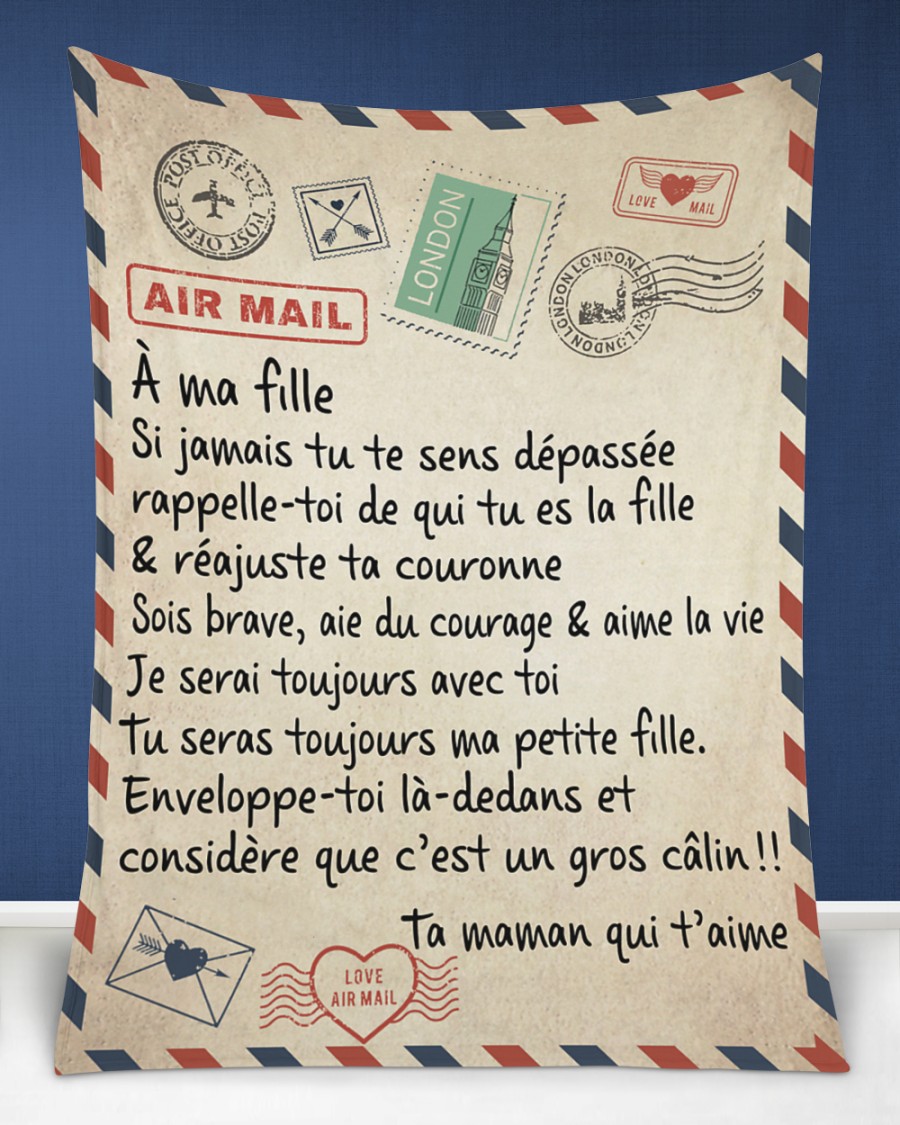 POST OFFICE POST OFFICE
LONDON
LOVE MAIL
LONDON LONDON LONDON LONDON
AIR MAIL
À ma fille
Si jamais tu te sens dépassée
rappelle-toi de qui tu es la fille
& réajuste ta couronne
Sois brave, aie du courage & aime la vie
Je serai toujours avec toi
Tu seras toujours ma petite fille.
Enveloppe-toi là-dedans et
considère que c'est un gros câlin!!
Ta maman qui t'aime
LOVE
AIR MAIL